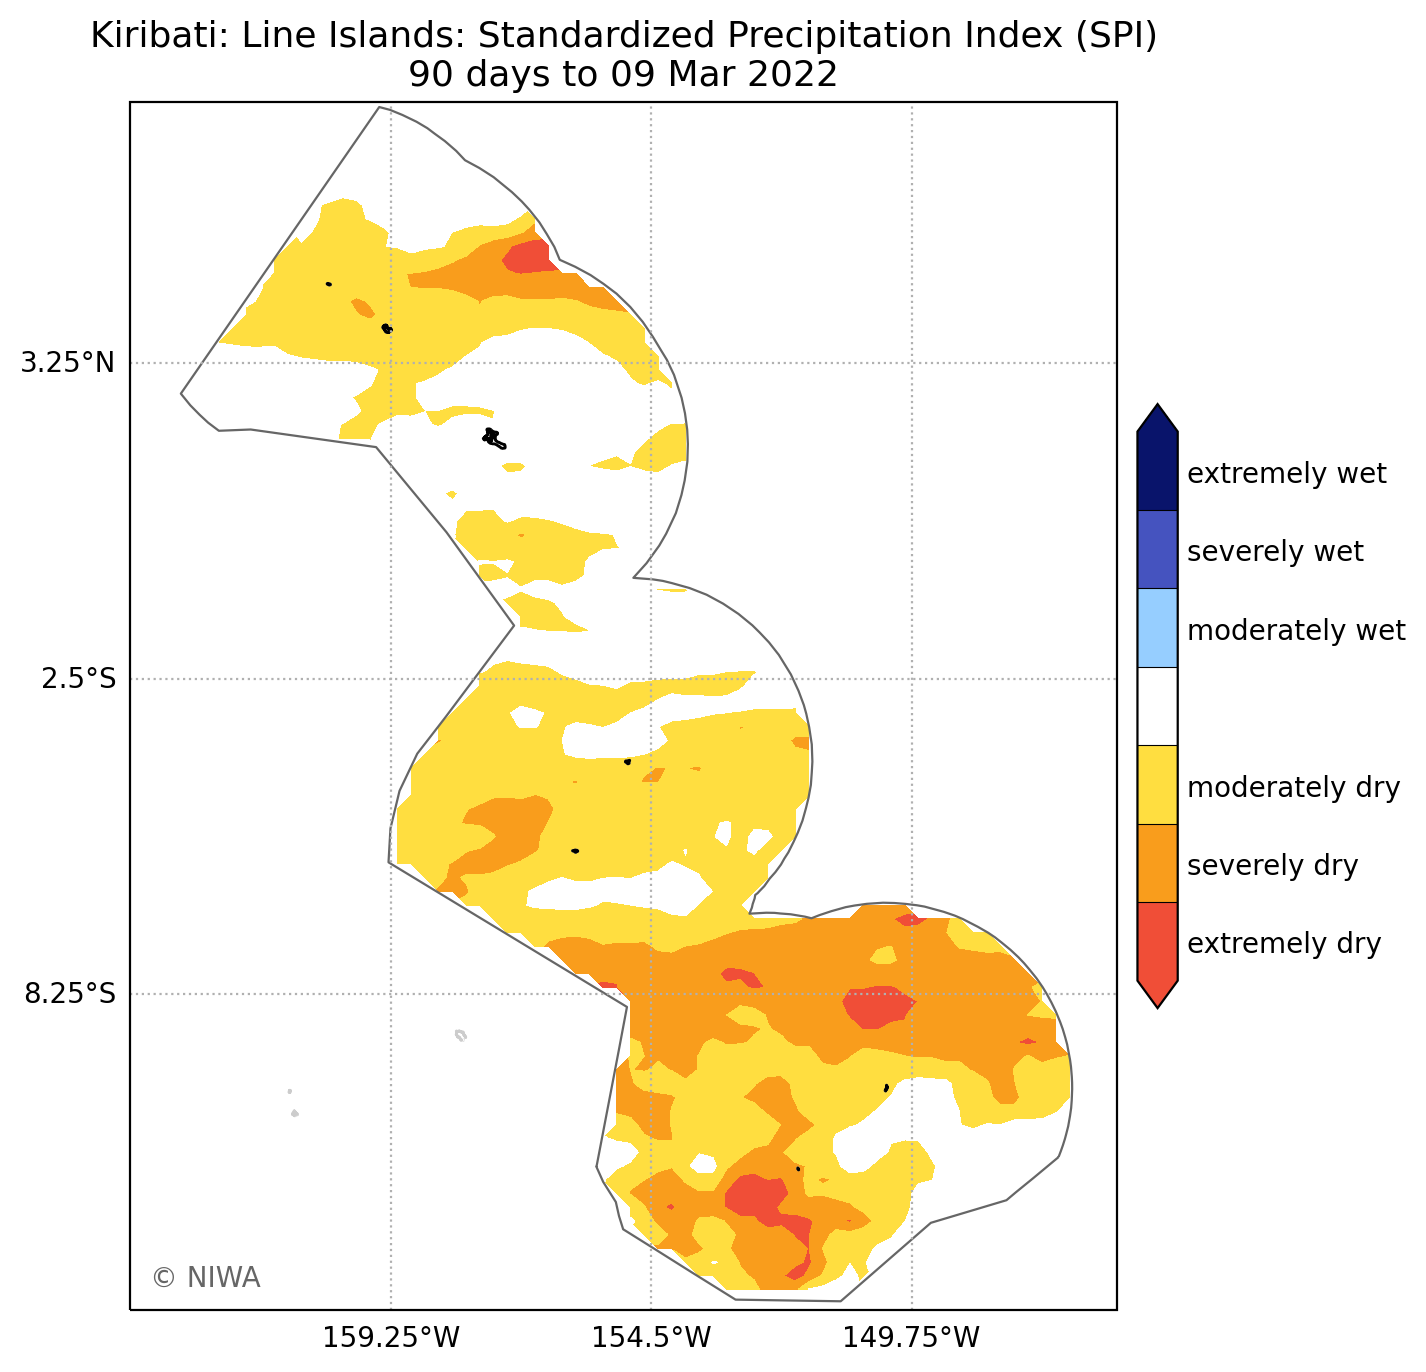 Kiribati: Line Islands: Standardized Precipitation Index (SPI)
90 days to 09 Mar 2022
3.25°N
2.5°S
8.25°S
159.25°W
154.5°W
149.75°W
extremely wet
severely wet
moderately wet
moderately dry
severely dry
extremely dry
© NIWA